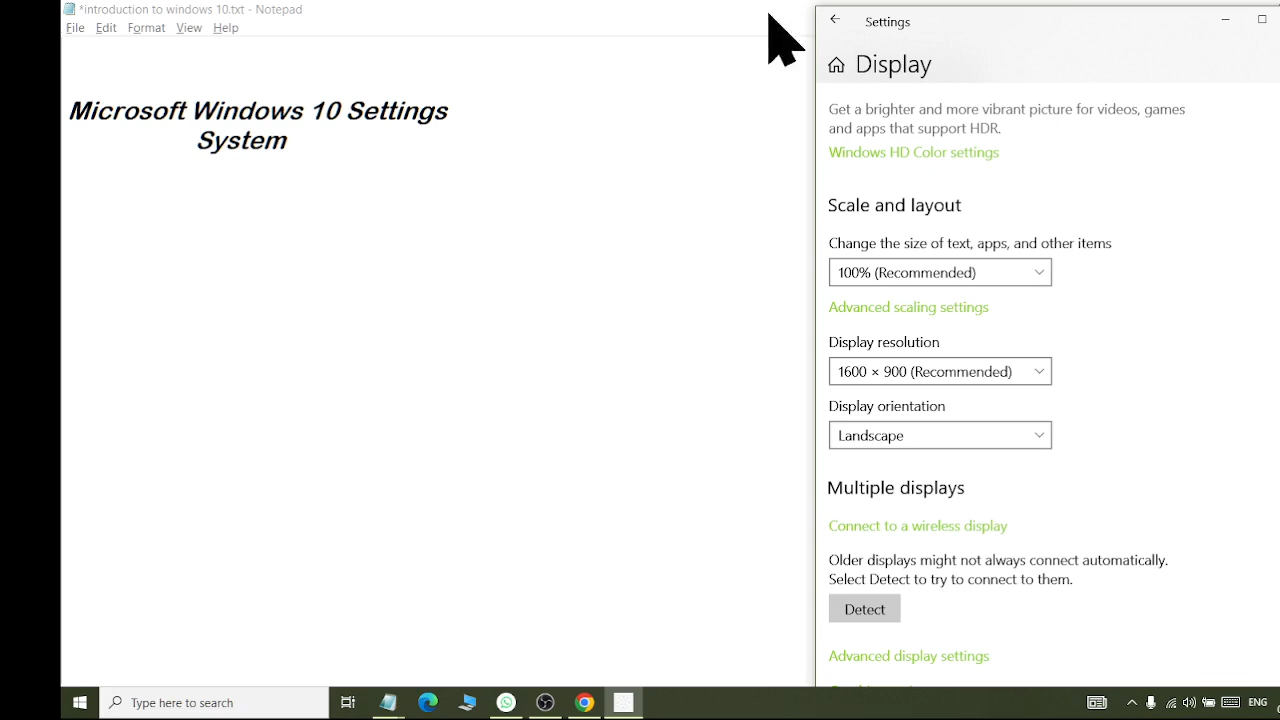 *introduction to windows 10.txt - Notepad
File Edit Format View Help
Microsoft Windows 10 Settings
System
Settings
Display
Get a brighter and more vibrant picture for videos, games
and apps that support HDR.
Windows HD Color settings
Scale and layout
Change the size of text, apps, and other items
100% (Recommended)
Advanced scaling settings
Display resolution
1600 × 900 (Recommended)
Display orientation
Landscape
Multiple displays
Connect to a wireless display
Older displays might not always connect automatically.
Select Detect to try to connect to them.
Detect
Advanced display settings
Type here to search
ENG